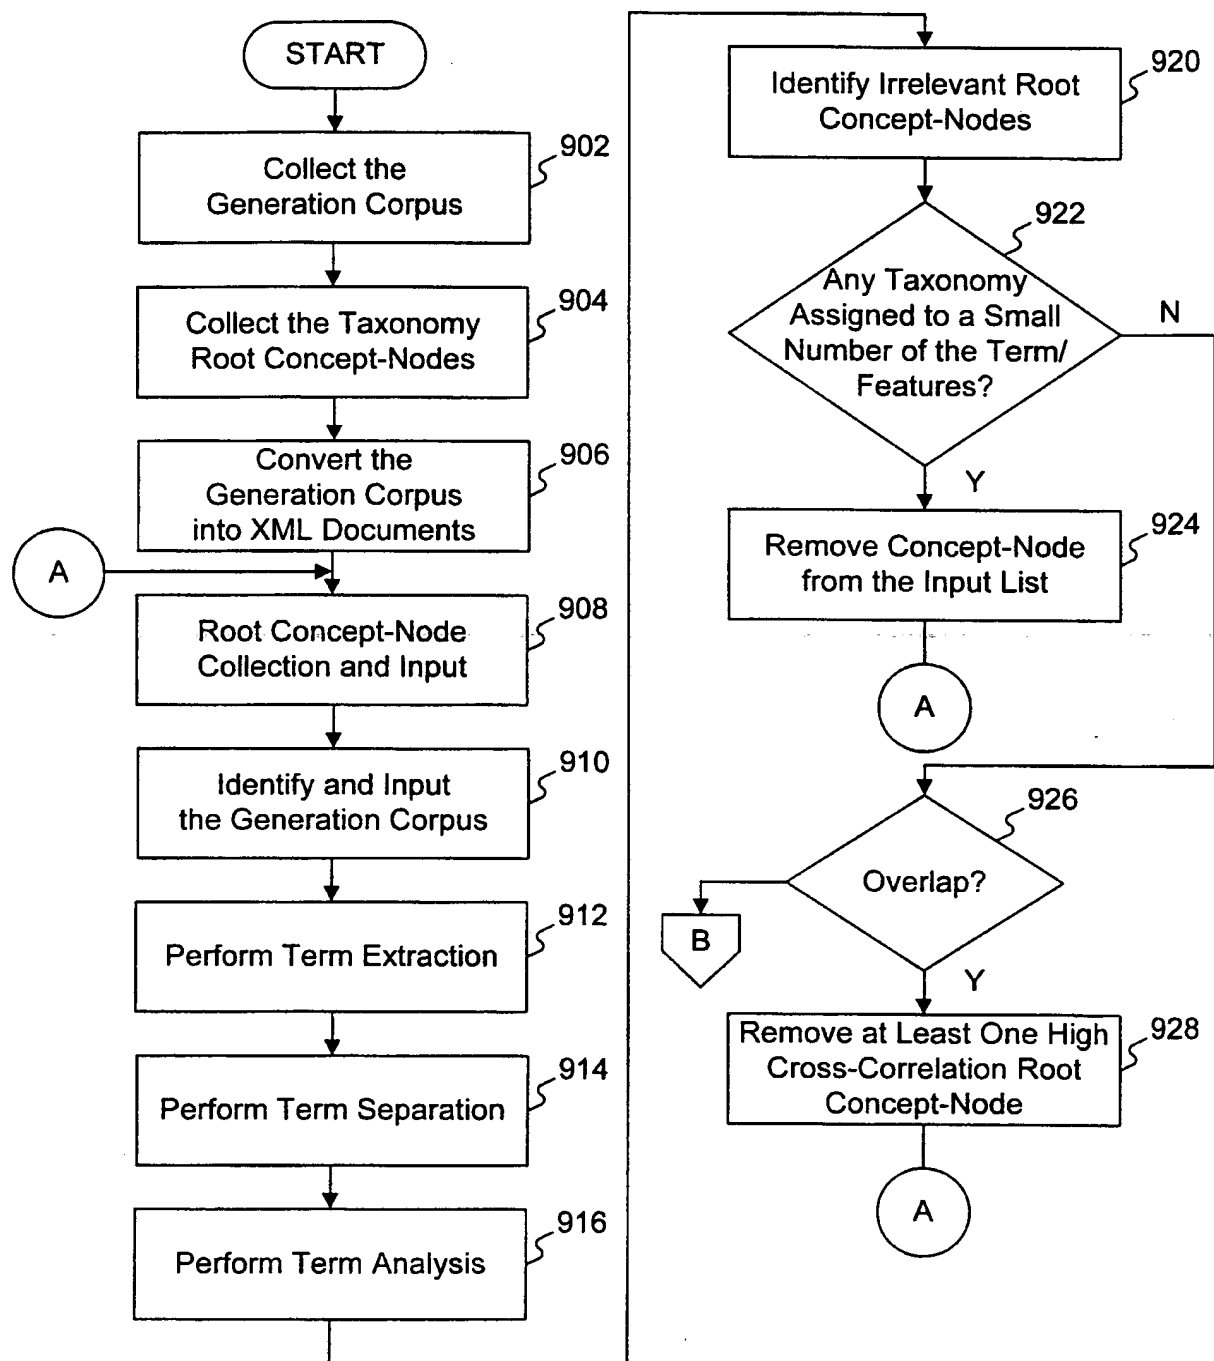 START
902
Collect the
Generation Corpus
904
Collect the Taxonomy
Root Concept-Nodes
906
Convert the
Generation Corpus
into XML Documents
A
908
Root Concept-Node
Collection and Input
910
Identify and Input
the Generation Corpus
912
Perform Term Extraction
914
Perform Term Separation
916
Perform Term Analysis
920
Identify Irrelevant Root
Concept-Nodes
922
Any Taxonomy
Assigned to a Small
Number of the Term/
Features?
N
Y
924
Remove Concept-Node
from the Input List
A
926
Overlap?
B
Y
928
Remove at Least One High
Cross-Correlation Root
Concept-Node
A